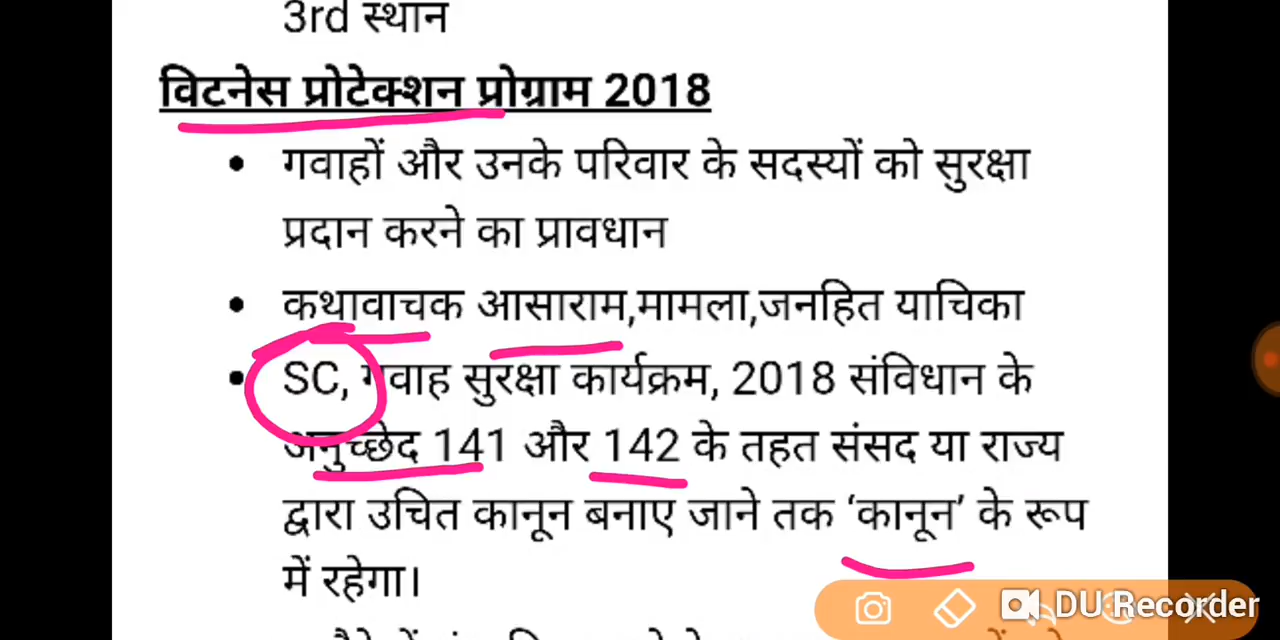 3rd स्थान
विटनेस प्रोटेक्शन प्रोग्राम 2018
• गवाहों और उनके परिवार के सदस्यों को सुरक्षा
प्रदान करने का प्रावधान
• कथावाचक आसाराम,मामला,जनहित याचिका
• SC, गवाह सुरक्षा कार्यक्रम, 2018 संविधान के
अनुच्छेद 141 और 142 के तहत संसद या राज्य
द्वारा उचित कानून बनाए जाने तक ‘कानून’ के रूप
में रहेगा।
DU Recorder